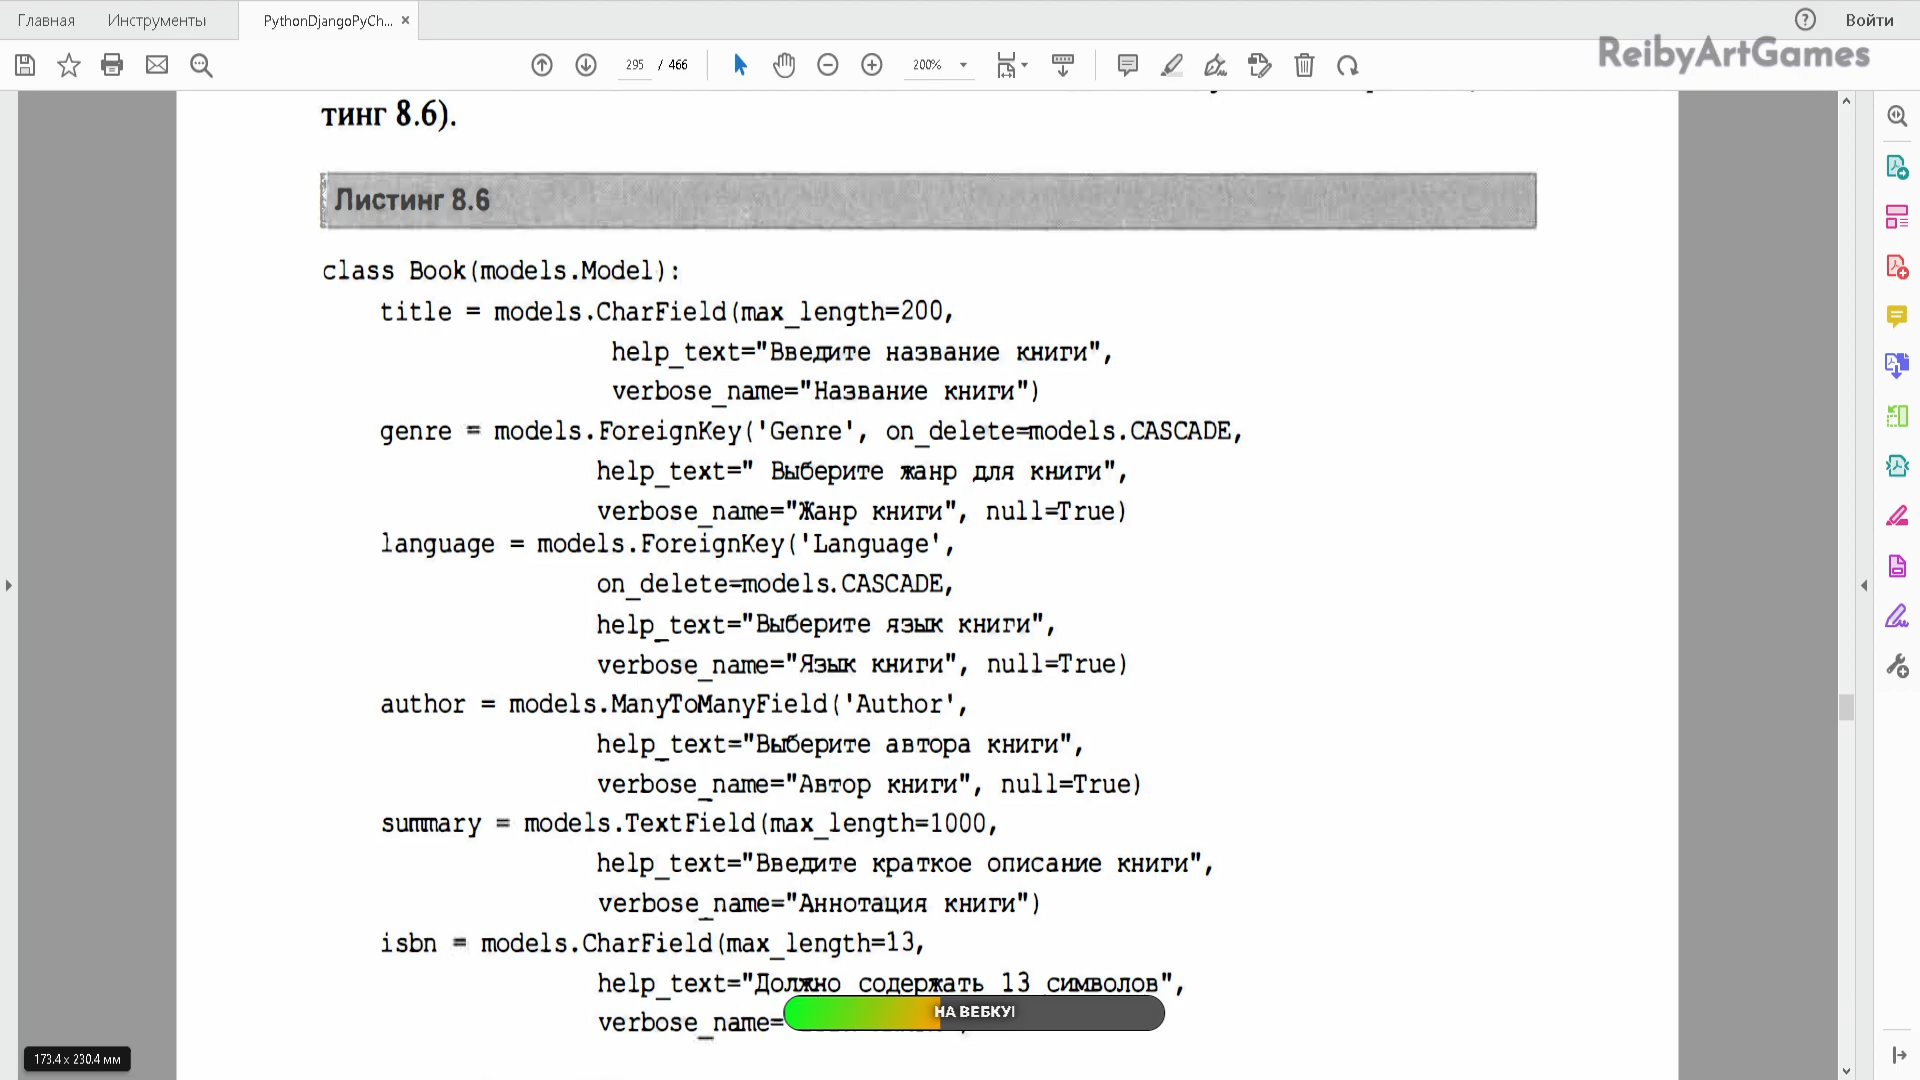 Главная Инструменты PythonDjangoPyCh... × Войти
ReibyArtGames
295 / 466 200%
тинг 8.6).
Листинг 8.6
class Book(models.Model):
title = models.CharField(max_length=200,
help_text="Введите название книги",
verbose_name="Название книги")
genre = models.ForeignKey('Genre', on_delete=models.CASCADE,
help_text=" Выберите жанр для книги",
verbose_name="Жанр книги", null=True)
language = models.ForeignKey('Language',
on_delete=models.CASCADE,
help_text="Выберите язык книги",
verbose_name="Язык книги", null=True)
author = models.ManyToManyField('Author',
help_text="Выберите автора книги",
verbose_name="Автор книги", null=True)
summary = models.TextField(max_length=1000,
help_text="Введите краткое описание книги",
verbose_name="Аннотация книги")
isbn = models.CharField(max_length=13,
help_text="Должно содержать 13 символов",
verbose_name=
НА ВЕБКУ!
173.4 x 230.4 мм